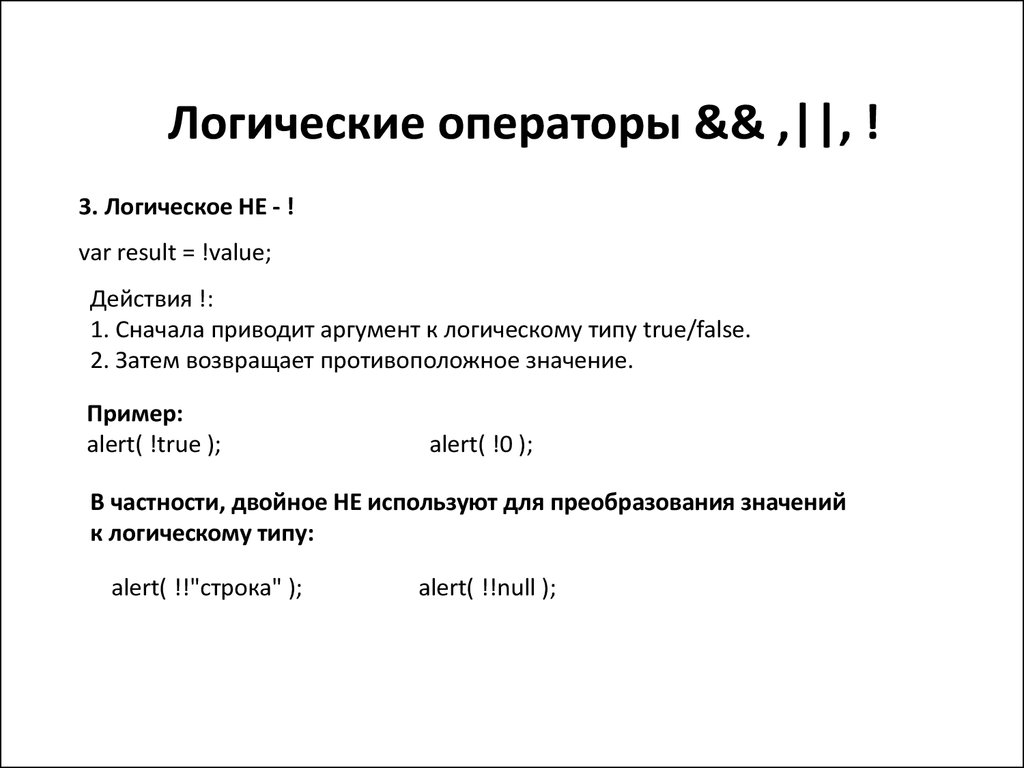 Логические операторы && ,||, !
3. Логическое НЕ - !
var result = !value;
Действия !:
1. Сначала приводит аргумент к логическому типу true/false.
2. Затем возвращает противоположное значение.
Пример:
alert( !true ); alert( !0 );
В частности, двойное НЕ используют для преобразования значений
к логическому типу:
alert( !!"строка" ); alert( !!null );